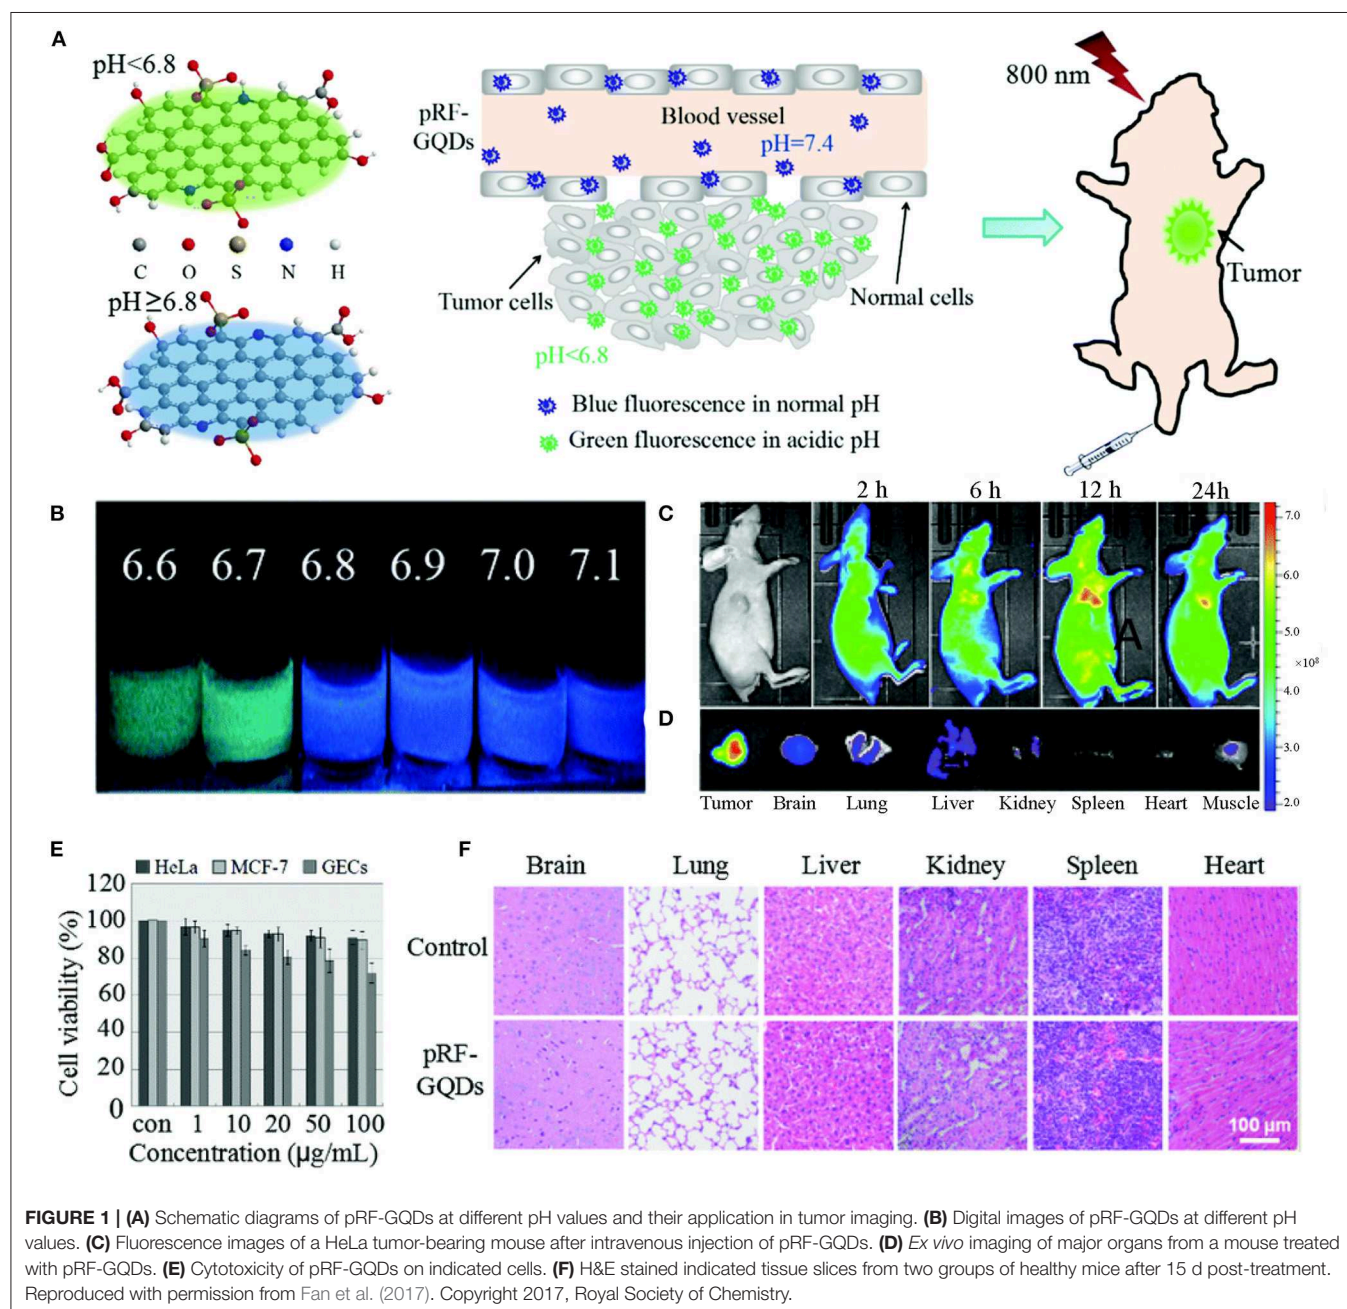 A
pH<6.8
C O S N H
pH≥6.8
pRF-
GQDs
Blood vessel
pH=7.4
Tumor cells
Normal cells
pH<6.8
Blue fluorescence in normal pH
Green fluorescence in acidic pH
800 nm
Tumor
B
6.6 6.7 6.8 6.9 7.0 7.1
C
2 h 6 h 12 h 24h
A
7.0
6.0
5.0
×10⁸
4.0
3.0
2.0
D
Tumor Brain Lung Liver Kidney Spleen Heart Muscle
E
HeLa MCF-7 GECs
120
100
80
60
40
20
0
Cell viability (%)
con 1 10 20 50 100
Concentration (μg/mL)
F
Brain Lung Liver Kidney Spleen Heart
Control
pRF-
GQDs
100 μm
FIGURE 1 | (A) Schematic diagrams of pRF-GQDs at different pH values and their application in tumor imaging. (B) Digital images of pRF-GQDs at different pH
values. (C) Fluorescence images of a HeLa tumor-bearing mouse after intravenous injection of pRF-GQDs. (D) Ex vivo imaging of major organs from a mouse treated
with pRF-GQDs. (E) Cytotoxicity of pRF-GQDs on indicated cells. (F) H&E stained indicated tissue slices from two groups of healthy mice after 15 d post-treatment.
Reproduced with permission from Fan et al. (2017). Copyright 2017, Royal Society of Chemistry.